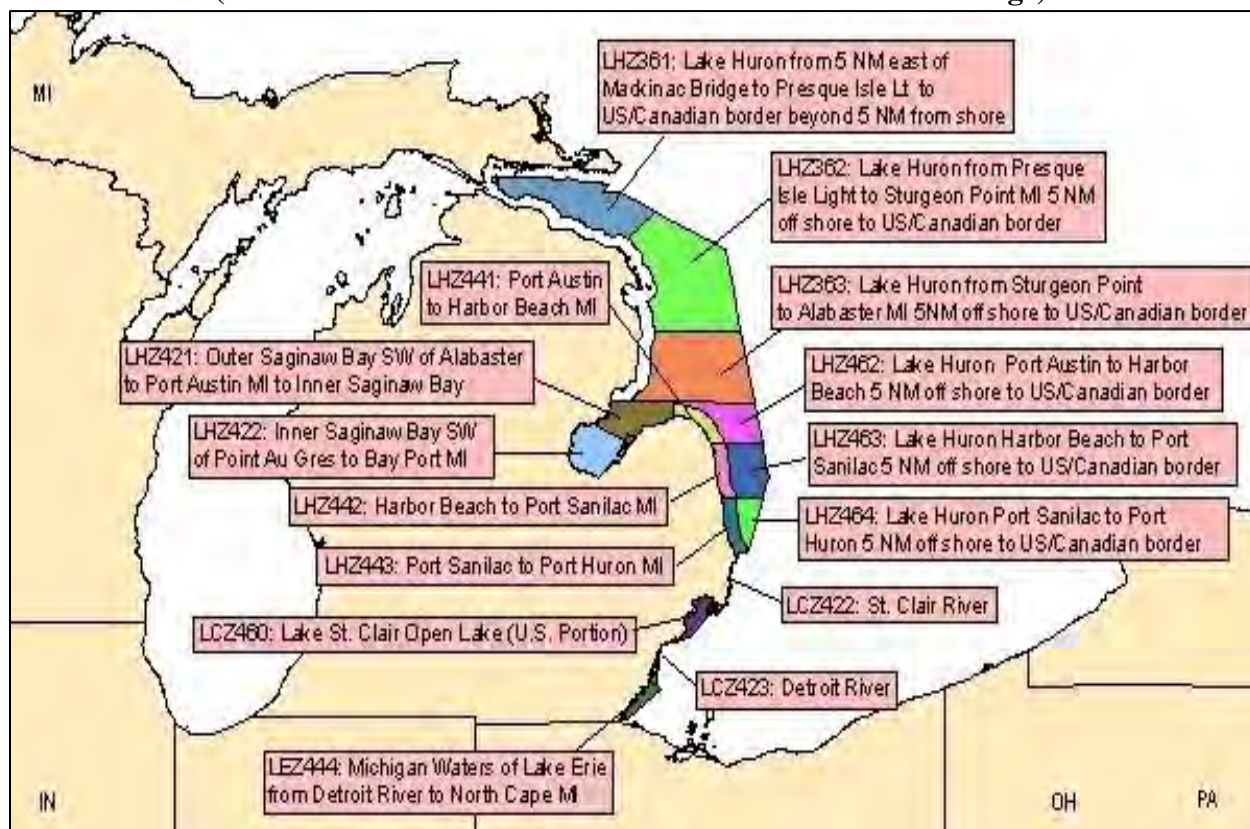 MI
LHZ361: Lake Huron from 5 NM east of
Mackinac Bridge to Presque Isle Lt to
US/Canadian border beyond 5 NM from shore
LHZ362: Lake Huron from Presque
Isle Light to Sturgeon Point MI 5 NM
off shore to US/Canadian border
LHZ441: Port Austin
to Harbor Beach MI
LHZ363: Lake Huron from Sturgeon Point
to Alabaster MI 5NM off shore to US/Canadian border
LHZ421: Outer Saginaw Bay SW of Alabaster
to Port Austin MI to Inner Saginaw Bay
LHZ462: Lake Huron Port Austin to Harbor
Beach 5 NM off shore to US/Canadian border
LHZ422: Inner Saginaw Bay SW
of Point Au Gres to Bay Port MI
LHZ463: Lake Huron Harbor Beach to Port
Sanilac 5 NM off shore to US/Canadian border
LHZ442: Harbor Beach to Port Sanilac MI
LHZ464: Lake Huron Port Sanilac to Port
Huron 5 NM off shore to US/Canadian border
LHZ443: Port Sanilac to Port Huron MI
LCZ422: St. Clair River
LCZ460: Lake St. Clair Open Lake (U.S. Portion)
LCZ423: Detroit River
LEZ444: Michigan Waters of Lake Erie
from Detroit River to North Cape MI
IN
OH
PA